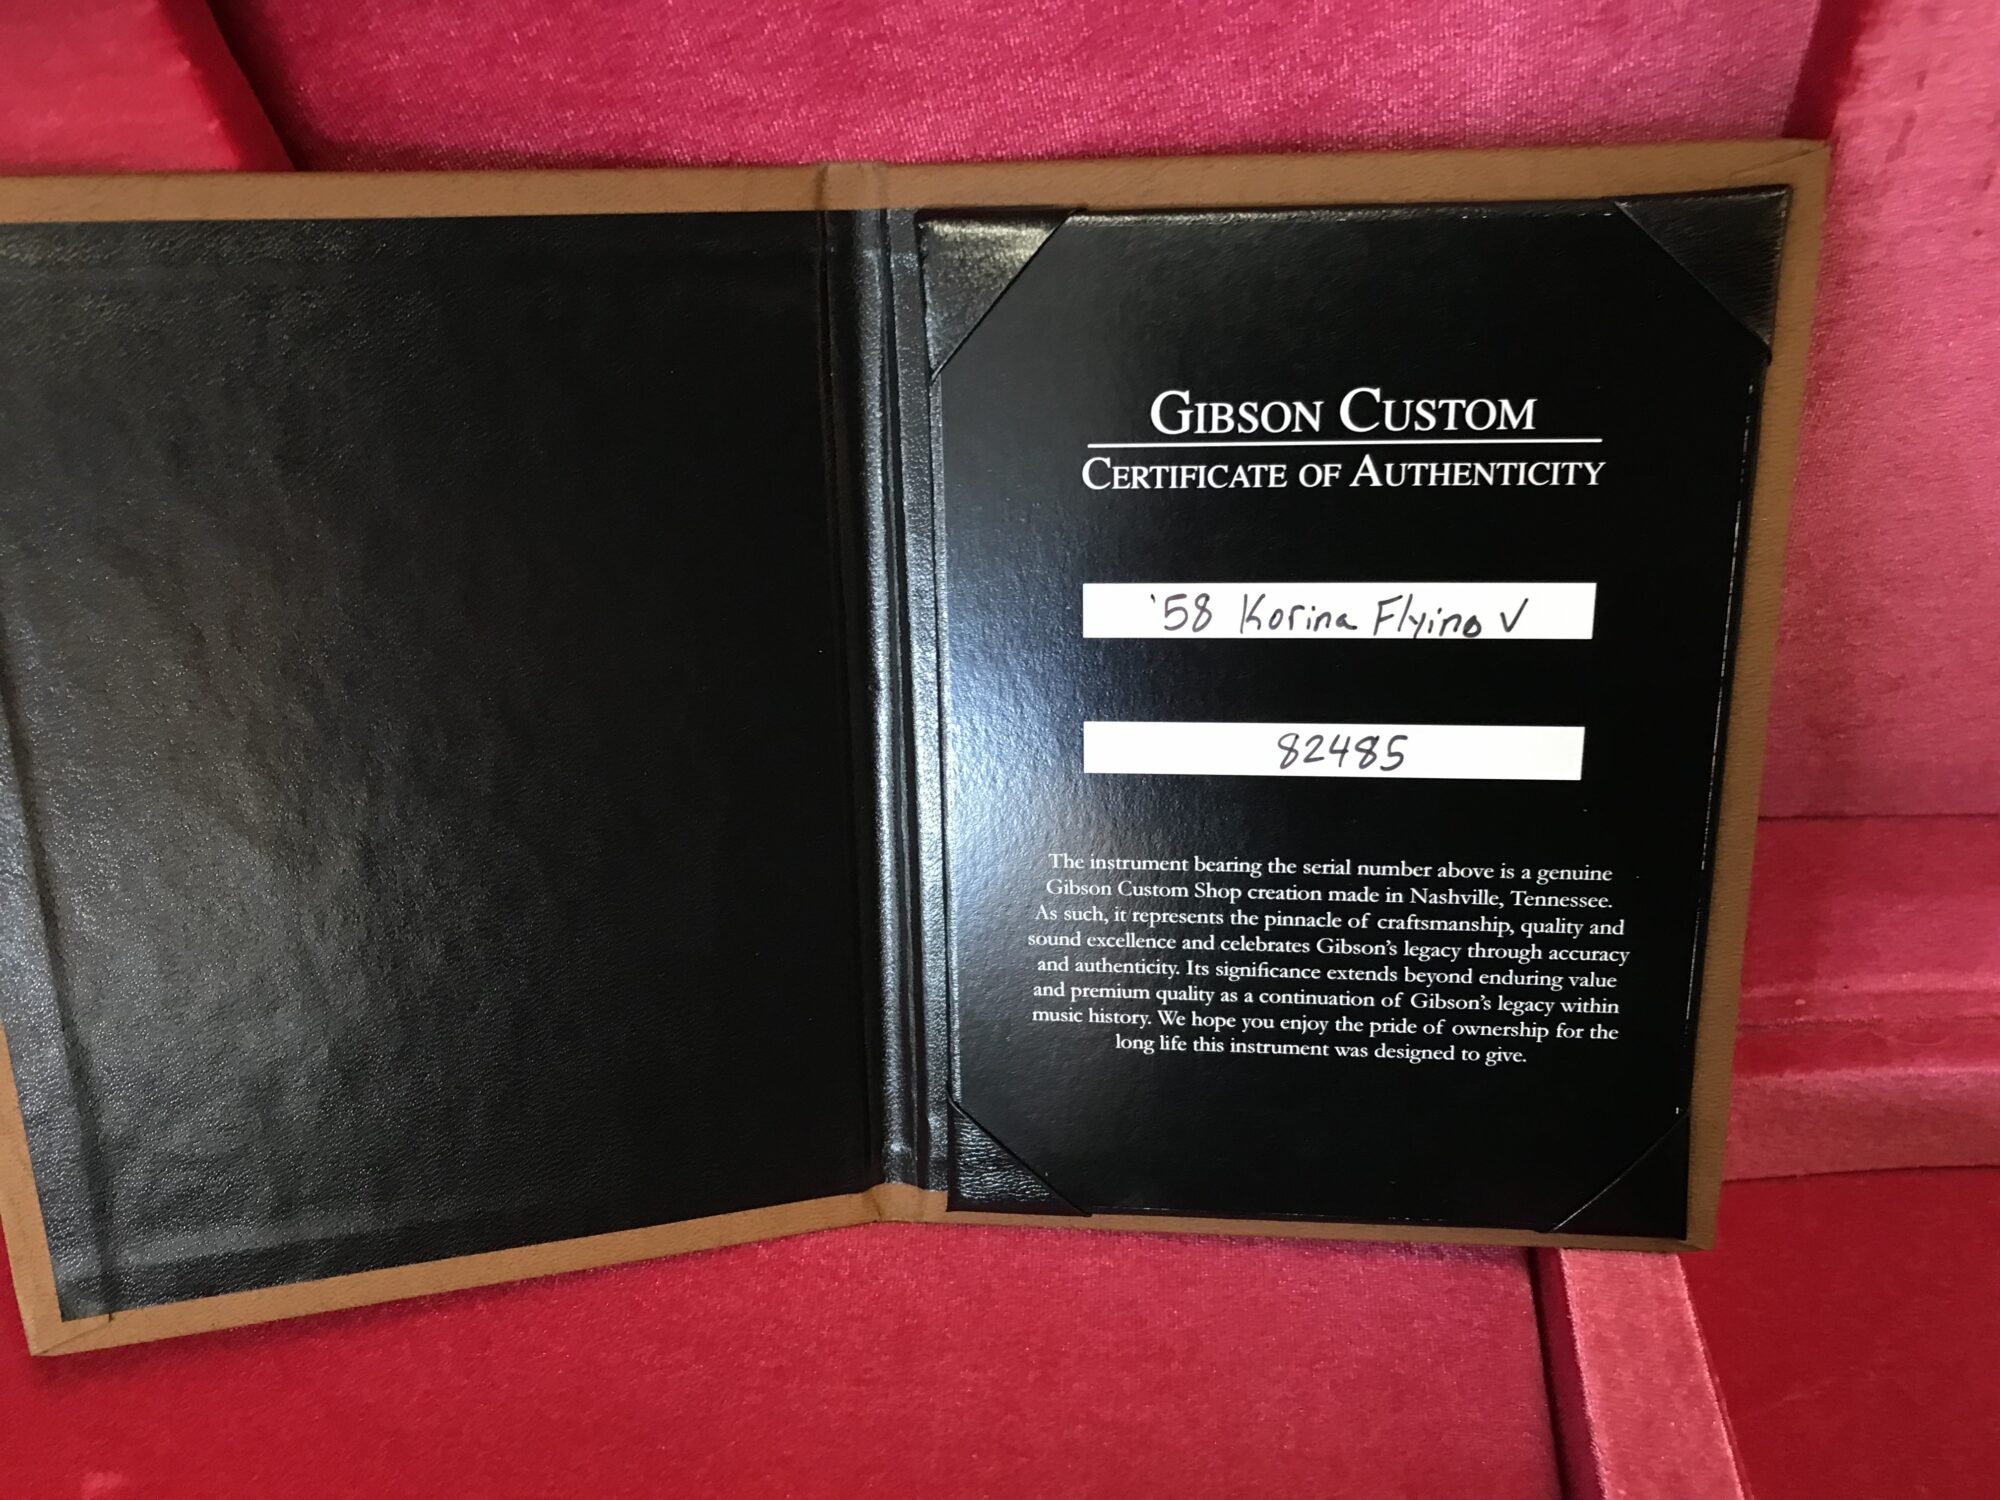 GIBSON CUSTOM
CERTIFICATE OF AUTHENTICITY
'58 Korina Flying V
82485
The instrument bearing the serial number above is a genuine
Gibson Custom Shop creation made in Nashville, Tennessee.
As such, it represents the pinnacle of craftsmanship, quality and
sound excellence and celebrates Gibson's legacy through accuracy
and authenticity. Its significance extends beyond enduring value
and premium quality as a continuation of Gibson's legacy within
music history. We hope you enjoy the pride of ownership for the
long life this instrument was designed to give.